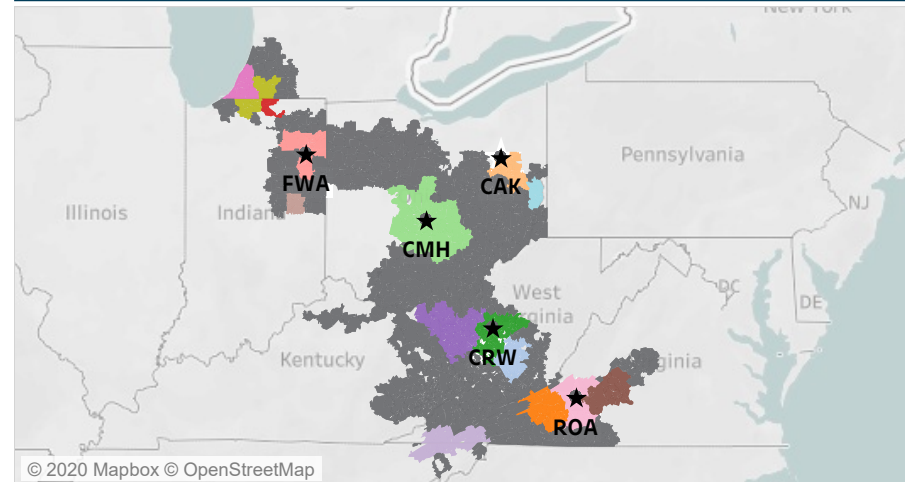 New York
Pennsylvania
Illinois
Indiana
FWA
CAK
NJ
CMH
West
Virginia
DC
DE
Kentucky
CRW
Virginia
ROA
© 2020 Mapbox © OpenStreetMap